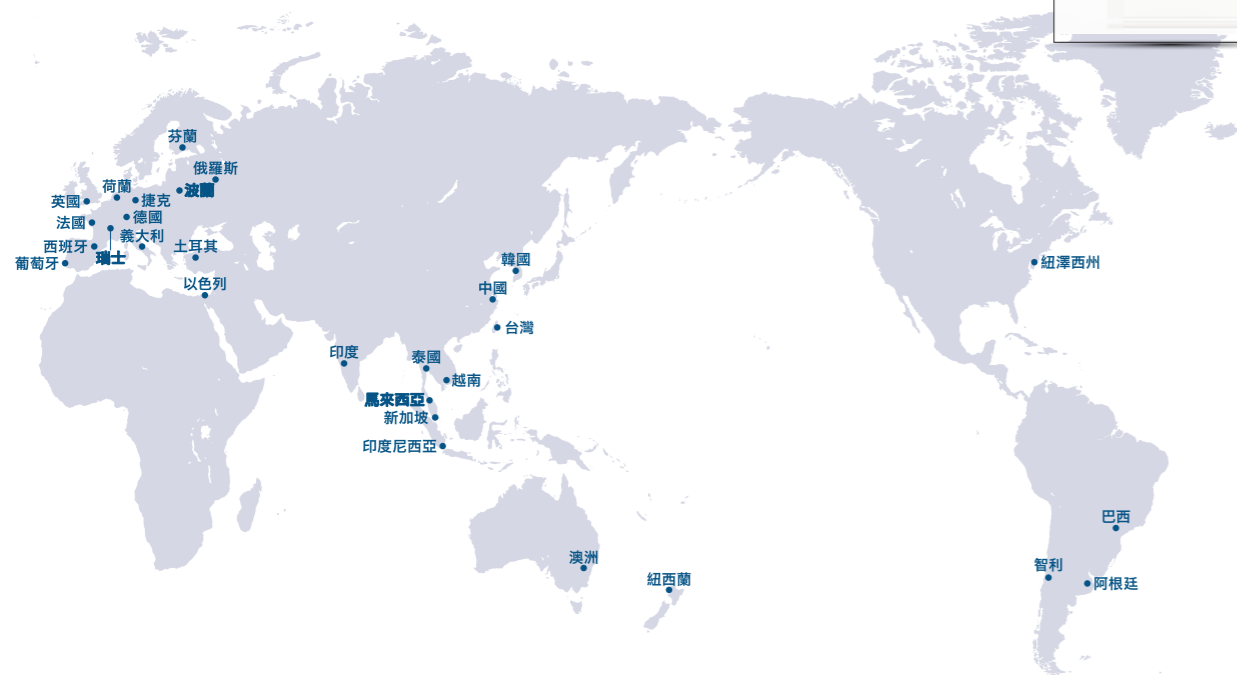 芬蘭
俄羅斯
荷蘭
波蘭
英國
捷克
法國
德國
義大利
西班牙
瑞士
土耳其
葡萄牙
以色列
韓國
中國
台灣
印度
泰國
越南
馬來西亞
新加坡
印度尼西亞
澳洲
紐西蘭
紐澤西州
巴西
智利
阿根廷